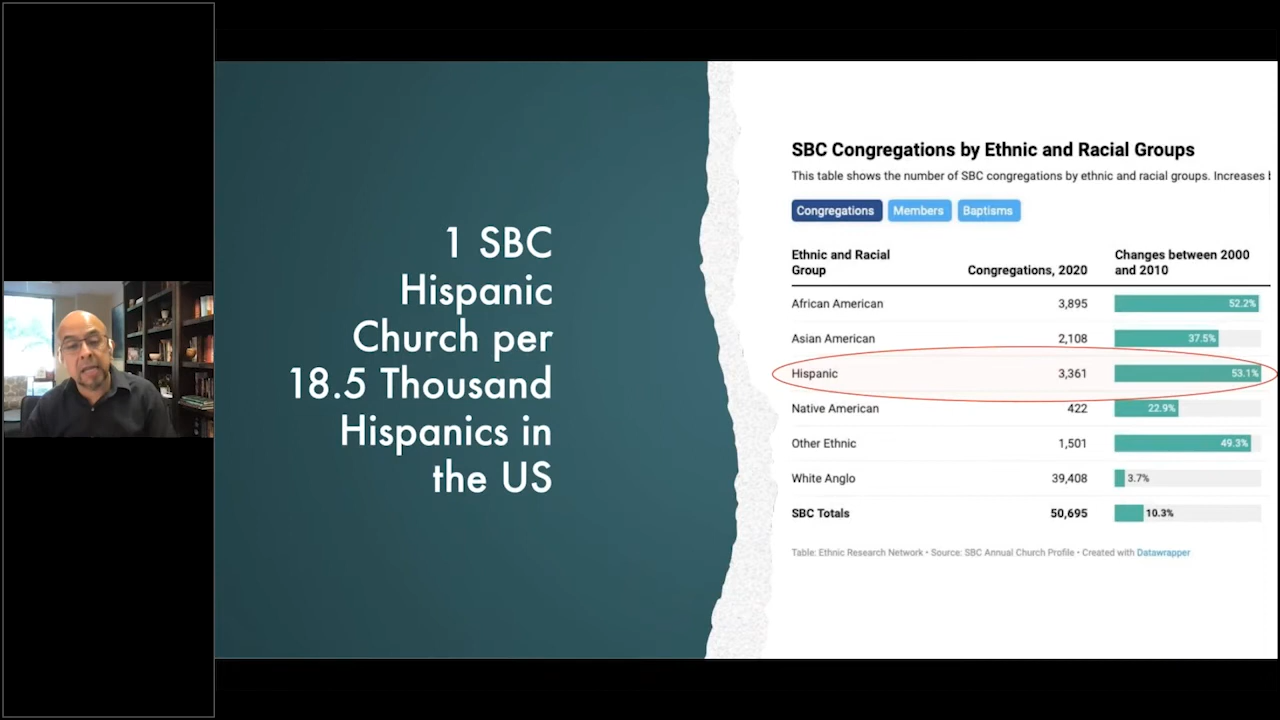 1 SBC
Hispanic
Church per
18.5 Thousand
Hispanics in
the US
SBC Congregations by Ethnic and Racial Groups
This table shows the number of SBC congregations by ethnic and racial groups. Increases
Congregations Members Baptisms
Ethnic and Racial Group Congregations, 2020 Changes between 2000 and 2010
African American 3,895 52.2%
Asian American 2,108 37.5%
Hispanic 3,361 53.1%
Native American 422 22.9%
Other Ethnic 1,501 49.3%
White Anglo 39,408 3.7%
SBC Totals 50,695 10.3%
Table: Ethnic Research Network • Source: SBC Annual Church Profile • Created with Datawrapper